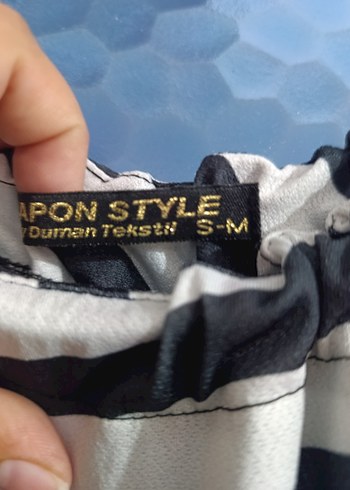 APON STYLE
Duman Tekstil S-M